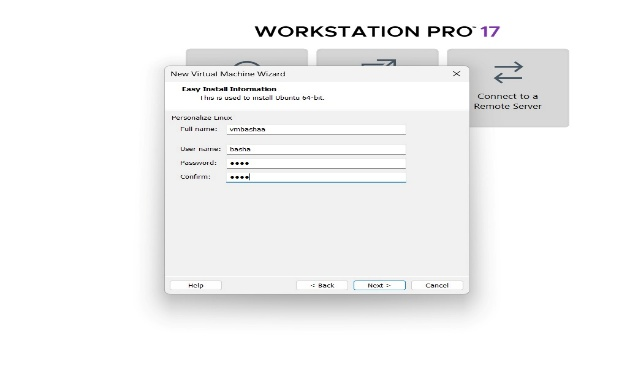 WORKSTATION PRO™ 17
New Virtual Machine Wizard
Easy Install Information
This is used to install Ubuntu 64-bit.
Connect to a
Remote Server
Personalize Linux
Full name: vmbashaa
User name: basha
Password: ●●●●
Confirm: ●●●●
Help < Back Next > Cancel